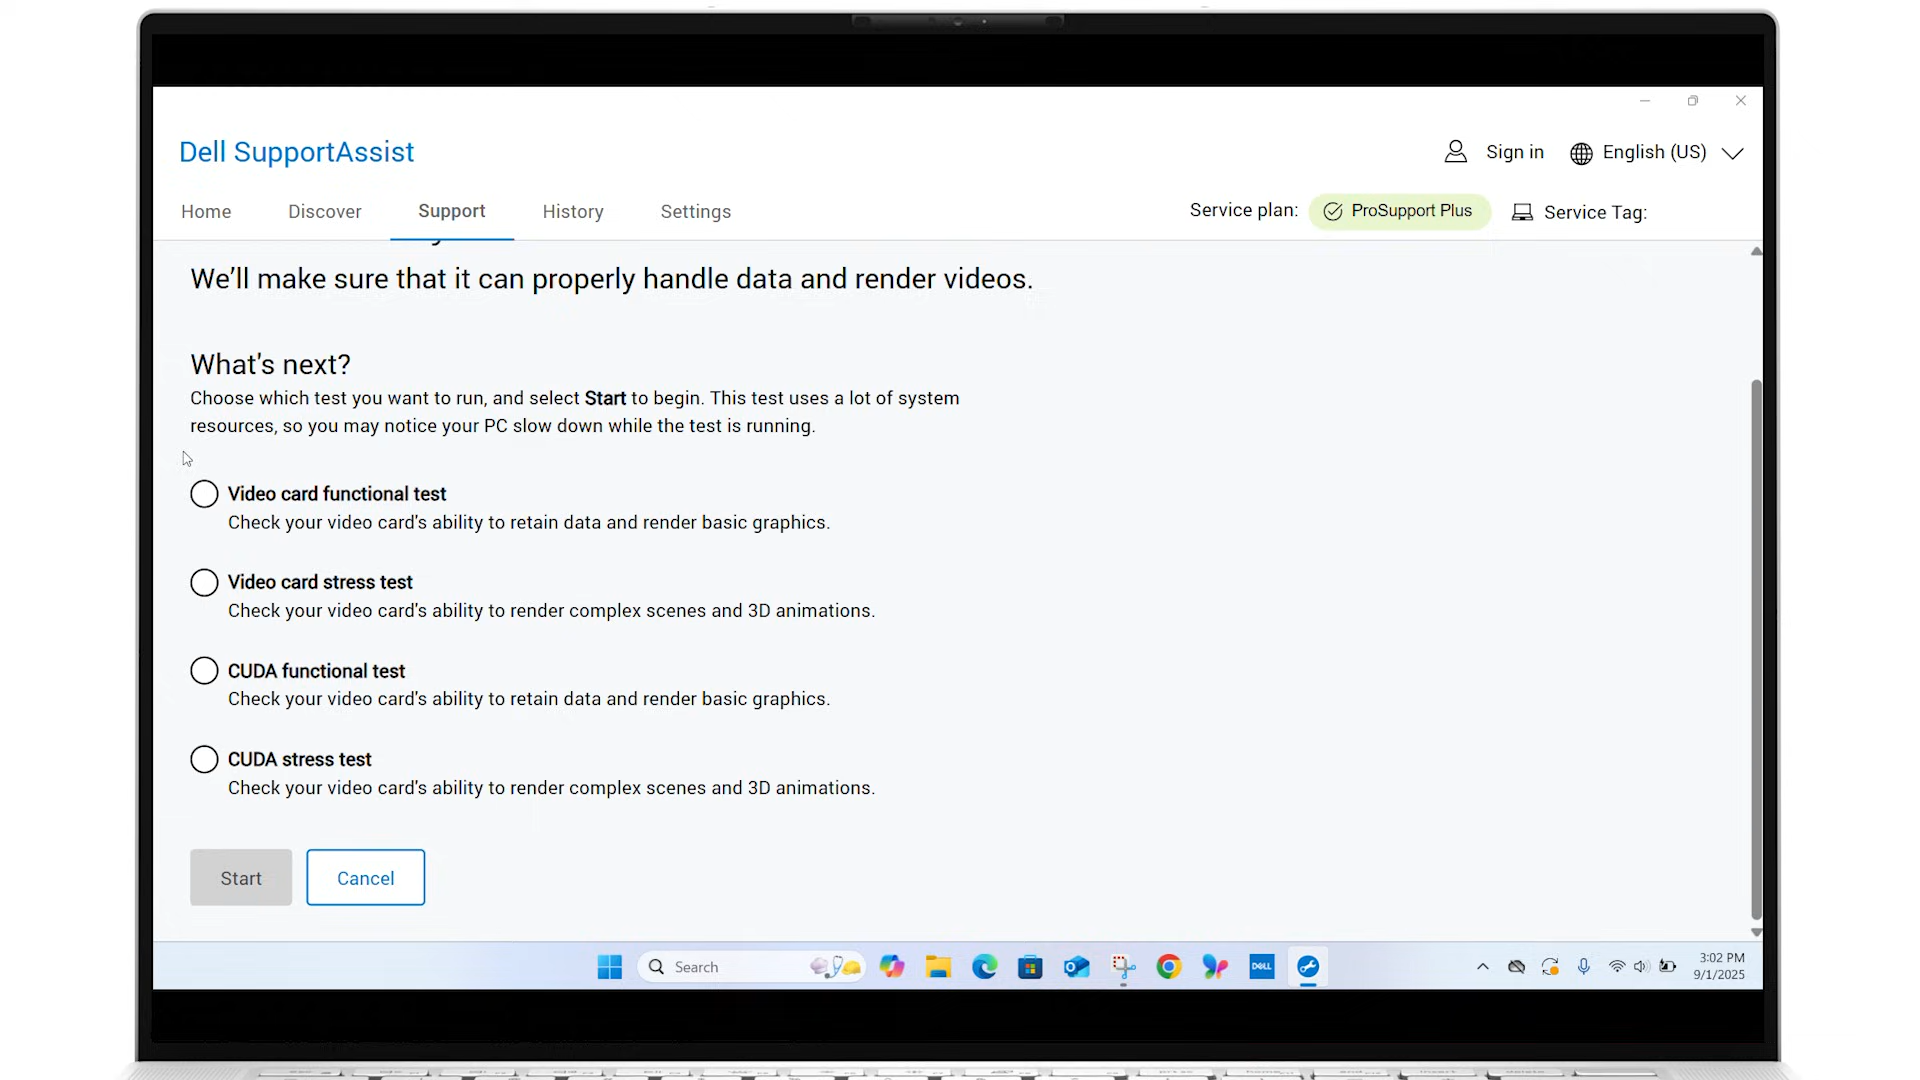 Dell SupportAssist
Sign in
English (US)
Home
Discover
Support
History
Settings
Service plan:
ProSupport Plus
Service Tag:
We’ll make sure that it can properly handle data and render videos.
What's next?
Choose which test you want to run, and select Start to begin. This test uses a lot of system
resources, so you may notice your PC slow down while the test is running.
Video card functional test
Check your video card's ability to retain data and render basic graphics.
Video card stress test
Check your video card's ability to render complex scenes and 3D animations.
CUDA functional test
Check your video card's ability to retain data and render basic graphics.
CUDA stress test
Check your video card's ability to render complex scenes and 3D animations.
Start
Cancel
Search
DELL
3:02 PM
9/1/2025